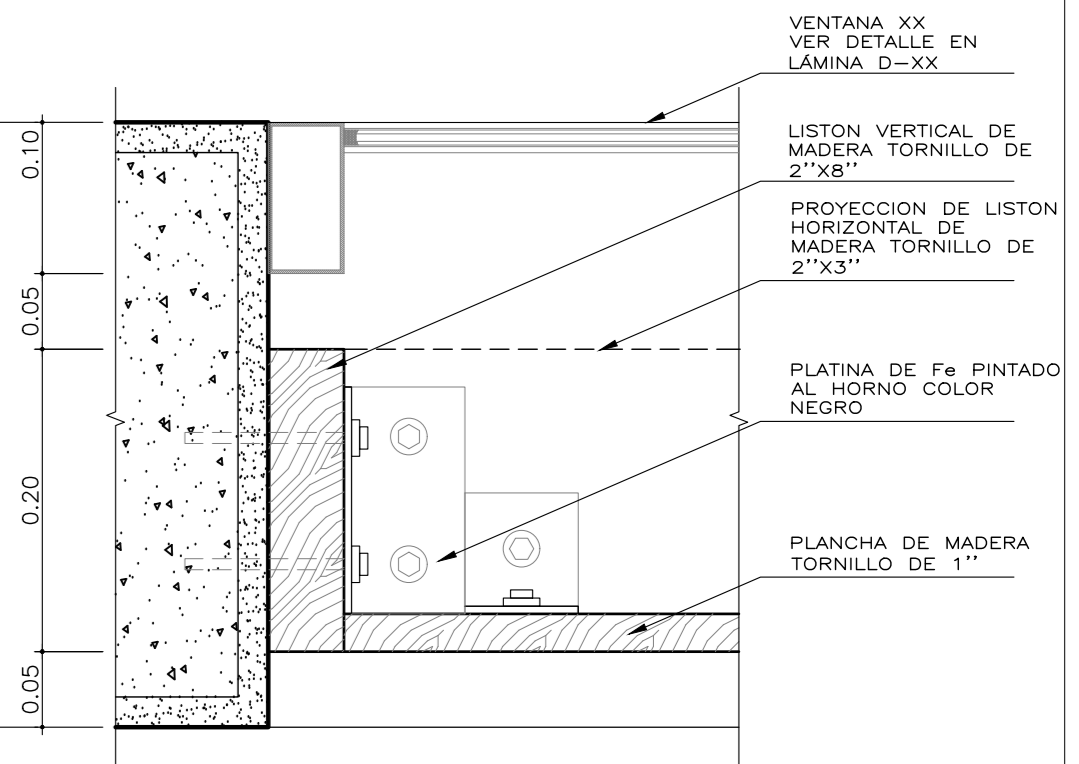 VENTANA XX
VER DETALLE EN
LÁMINA D-XX
LISTON VERTICAL DE
MADERA TORNILLO DE
2''X8''
PROYECCION DE LISTON
HORIZONTAL DE
MADERA TORNILLO DE
2''X3''
PLATINA DE Fe PINTADO
AL HORNO COLOR
NEGRO
PLANCHA DE MADERA
TORNILLO DE 1''
0.10
0.05
0.20
0.05